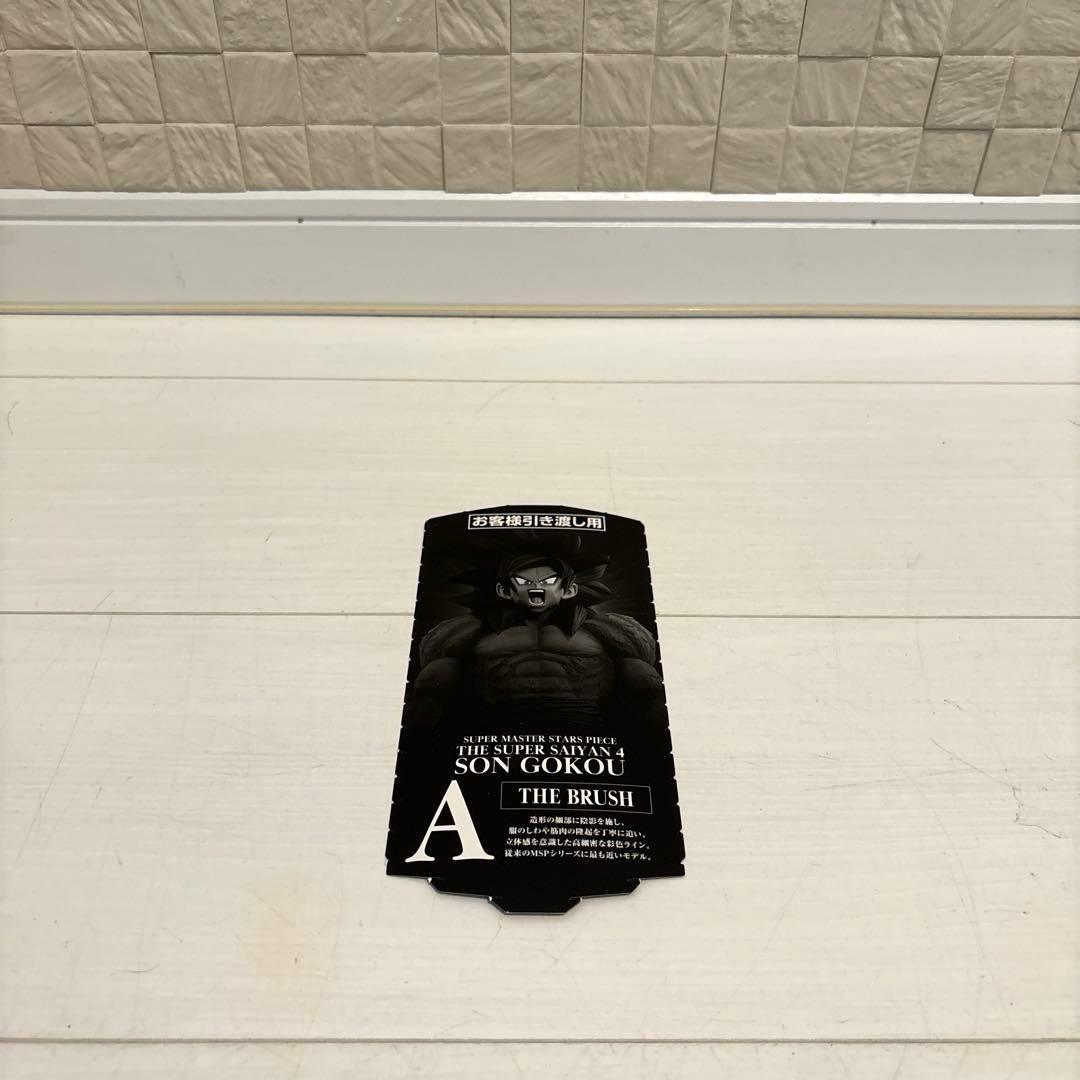 お客様引き渡し用
SUPER MASTER STARS PIECE
THE SUPER SAIYAN 4
SON GOKOU
A
THE BRUSH
造形の細部に陰影を施し、
服のしわや筋肉の隆起を丁寧に追い、
立体感を意識した高細密な彩色ライン。
従来のMSPシリーズに最も近いモデル。